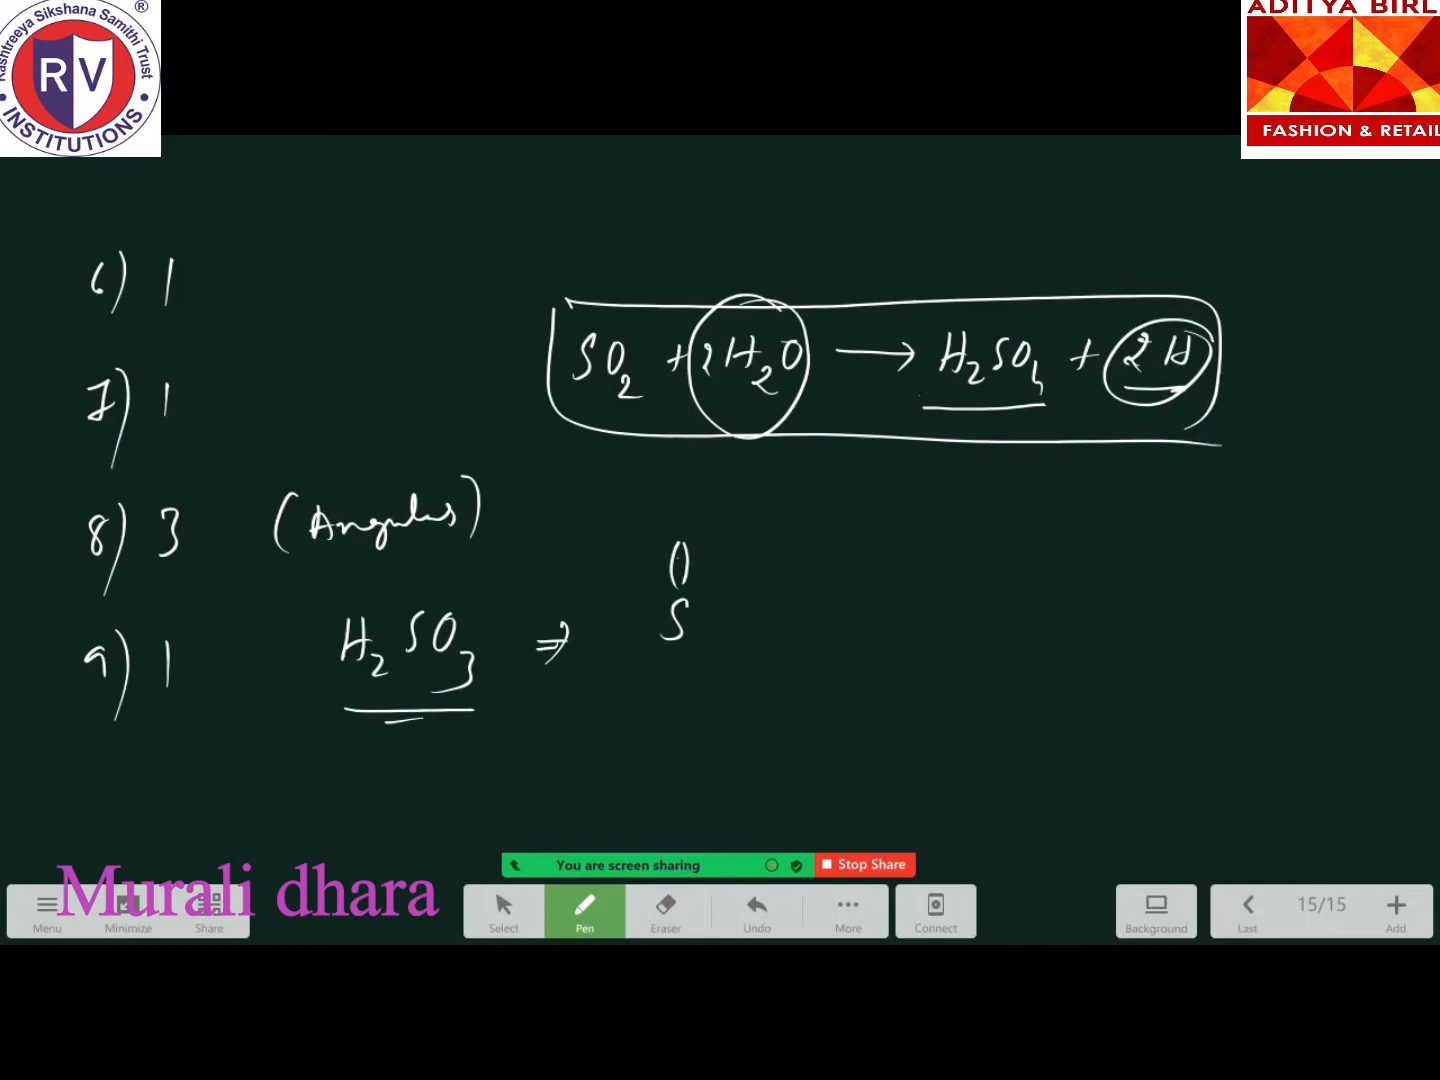 Rashtreeya Sikshana Samithi Trust
®
RV
• INSTITUTIONS •
ADITYA BIRL
FASHION & RETAIL
6) 1
SO2 + 2H2O → H2SO4 + 2H
7) 1
8) 3 (Angular)
O
S
9) 1 H2SO3 ⇒
You are screen sharing
Stop Share
Murali dhara
Menu
Minimize
Share
Select
Pen
Eraser
Undo
More
Connect
Background
Last
15/15
Add